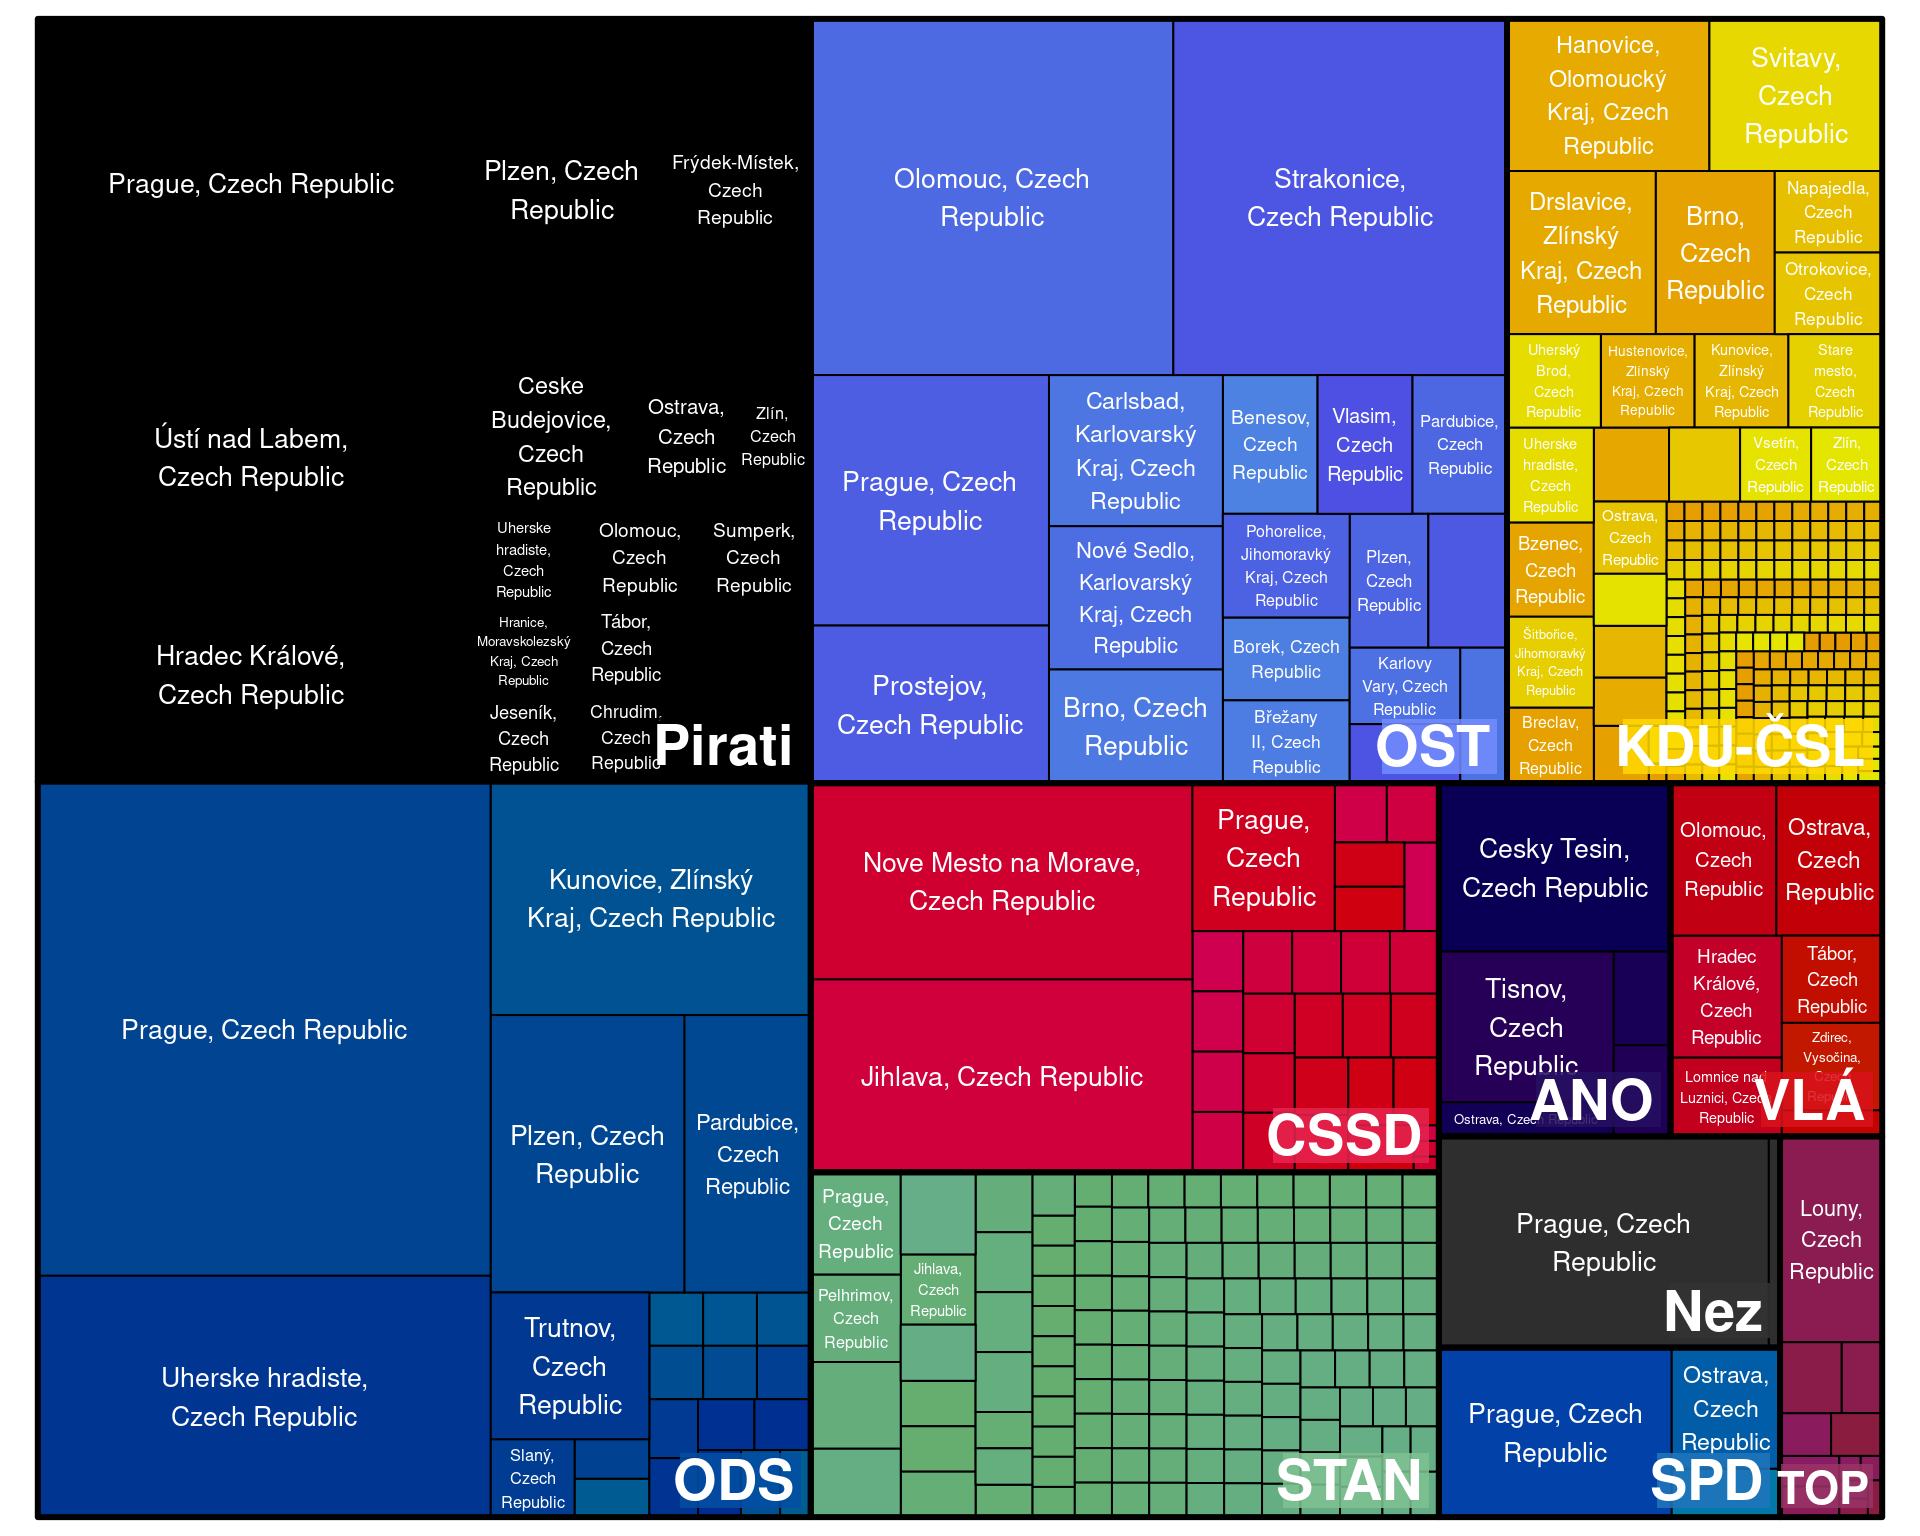 Prague, Czech Republic
Plzen, Czech
Republic
Frýdek-Místek,
Czech
Republic
Ústí nad Labem,
Czech Republic
Ceske
Budejovice,
Czech
Republic
Ostrava,
Czech
Republic
Zlín,
Czech
Republic
Hradec Králové,
Czech Republic
Uherske
hradiste,
Czech
Republic
Olomouc,
Czech
Republic
Sumperk,
Czech
Republic
Hranice,
Moravskolezský
Kraj, Czech
Republic
Tábor,
Czech
Republic
Jeseník,
Czech
Republic
Chrudim,
Czech
Republic
Pirati
Olomouc, Czech
Republic
Strakonice,
Czech Republic
Prague, Czech
Republic
Prostejov,
Czech Republic
Carlsbad,
Karlovarský
Kraj, Czech
Republic
Nové Sedlo,
Karlovarský
Kraj, Czech
Republic
Brno, Czech
Republic
Benesov,
Czech
Republic
Vlasim,
Czech
Republic
Pardubice,
Czech
Republic
Pohorelice,
Jihomoravký
Kraj, Czech
Republic
Plzen,
Czech
Republic
Borek, Czech
Republic
Břežany
II, Czech
Republic
Karlovy
Vary, Czech
Republic
OST
Hanovice,
Olomoucký
Kraj, Czech
Republic
Svitavy,
Czech
Republic
Drslavice,
Zlínský
Kraj, Czech
Republic
Brno,
Czech
Republic
Napajedla,
Czech
Republic
Otrokovice,
Czech
Republic
Uherský
Brod,
Czech
Republic
Hustenovice,
Zlínský
Kraj, Czech
Republic
Kunovice,
Zlínský
Kraj, Czech
Republic
Stare
mesto,
Czech
Republic
Uherske
hradiste,
Czech
Republic
Vsetín,
Czech
Republic
Zlín,
Czech
Republic
Bzenec,
Czech
Republic
Ostrava,
Czech
Republic
Šitbořice,
Jihomoravký
Kraj, Czech
Republic
Breclav,
Czech
Republic
KDU-ČSL
Prague, Czech Republic
Uherske hradiste,
Czech Republic
Kunovice, Zlínský
Kraj, Czech Republic
Plzen, Czech
Republic
Pardubice,
Czech
Republic
Trutnov,
Czech
Republic
Slaný,
Czech
Republic
ODS
Nove Mesto na Morave,
Czech Republic
Jihlava, Czech Republic
Prague,
Czech
Republic
CSSD
Prague,
Czech
Republic
Pelhrimov,
Czech
Republic
Jihlava,
Czech
Republic
STAN
Cesky Tesin,
Czech Republic
Tisnov,
Czech
Republic
Ostrava, Czech Republic
ANO
Olomouc,
Czech
Republic
Ostrava,
Czech
Republic
Hradec
Králové,
Czech
Republic
Tábor,
Czech
Republic
Zdirec,
Vysočina,
Czech
Republic
Lomnice nad
Luznici, Czech
Republic
VLÁ
Prague, Czech
Republic
Nez
Louny,
Czech
Republic
TOP
Prague, Czech
Republic
Ostrava,
Czech
Republic
SPD